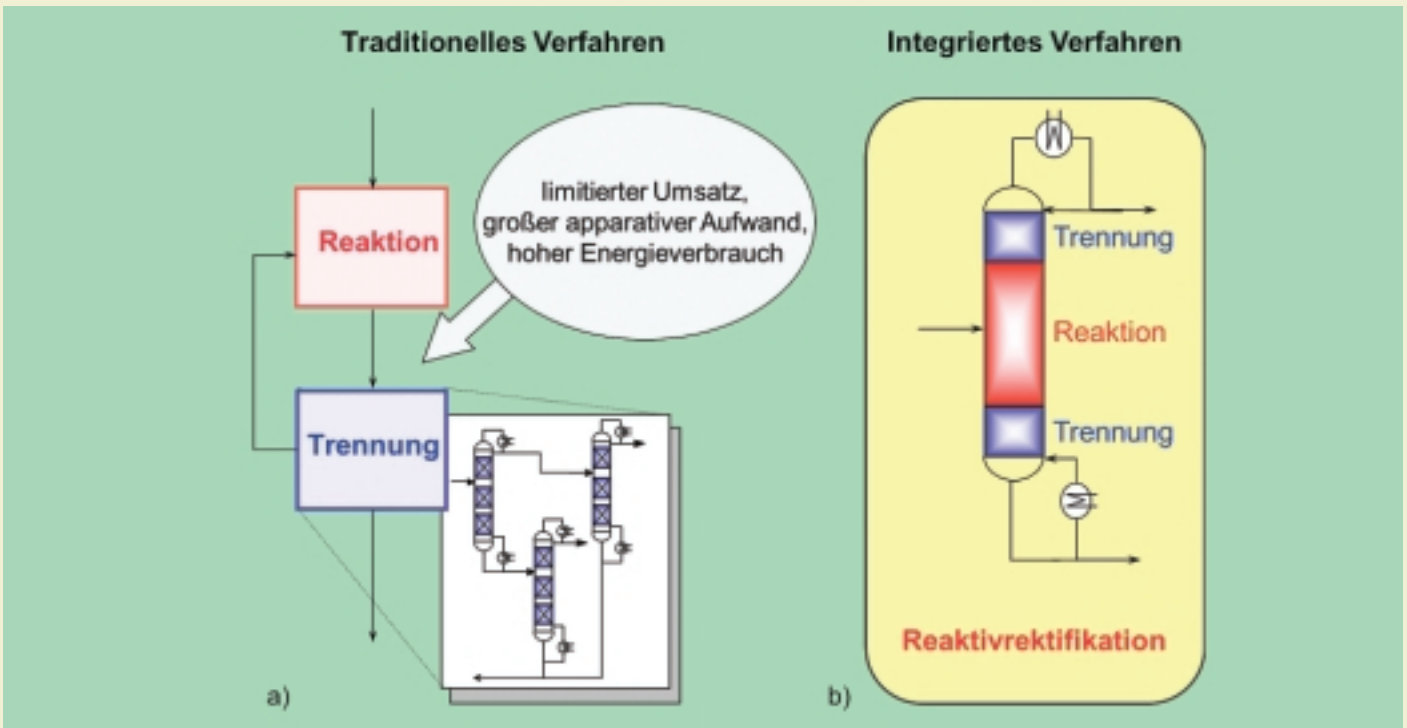 Traditionelles Verfahren
Reaktion
limitierter Umsatz,
großer apparativer Aufwand,
hoher Energieverbrauch
Trennung
a)
Integriertes Verfahren
Trennung
Reaktion
Trennung
Reaktivrektifikation
b)